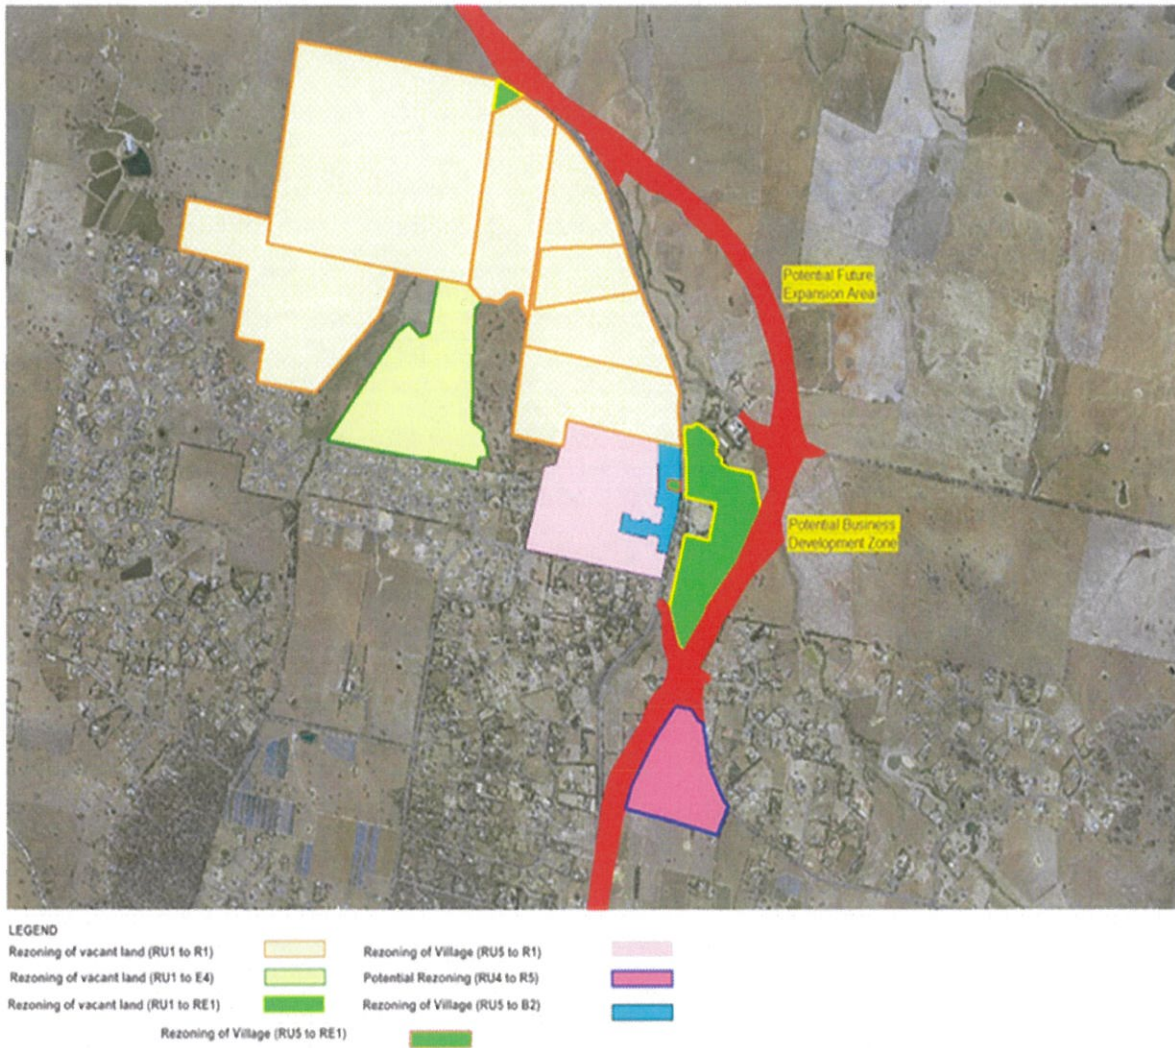 Potential Future
Expansion Area
Potential Business
Development Zone
LEGEND
Rezoning of vacant land (RU1 to R1)
Rezoning of Village (RU5 to R1)
Rezoning of vacant land (RU1 to E4)
Potential Rezoning (RU4 to R5)
Rezoning of vacant land (RU1 to RE1)
Rezoning of Village (RU5 to B2)
Rezoning of Village (RU5 to RE1)